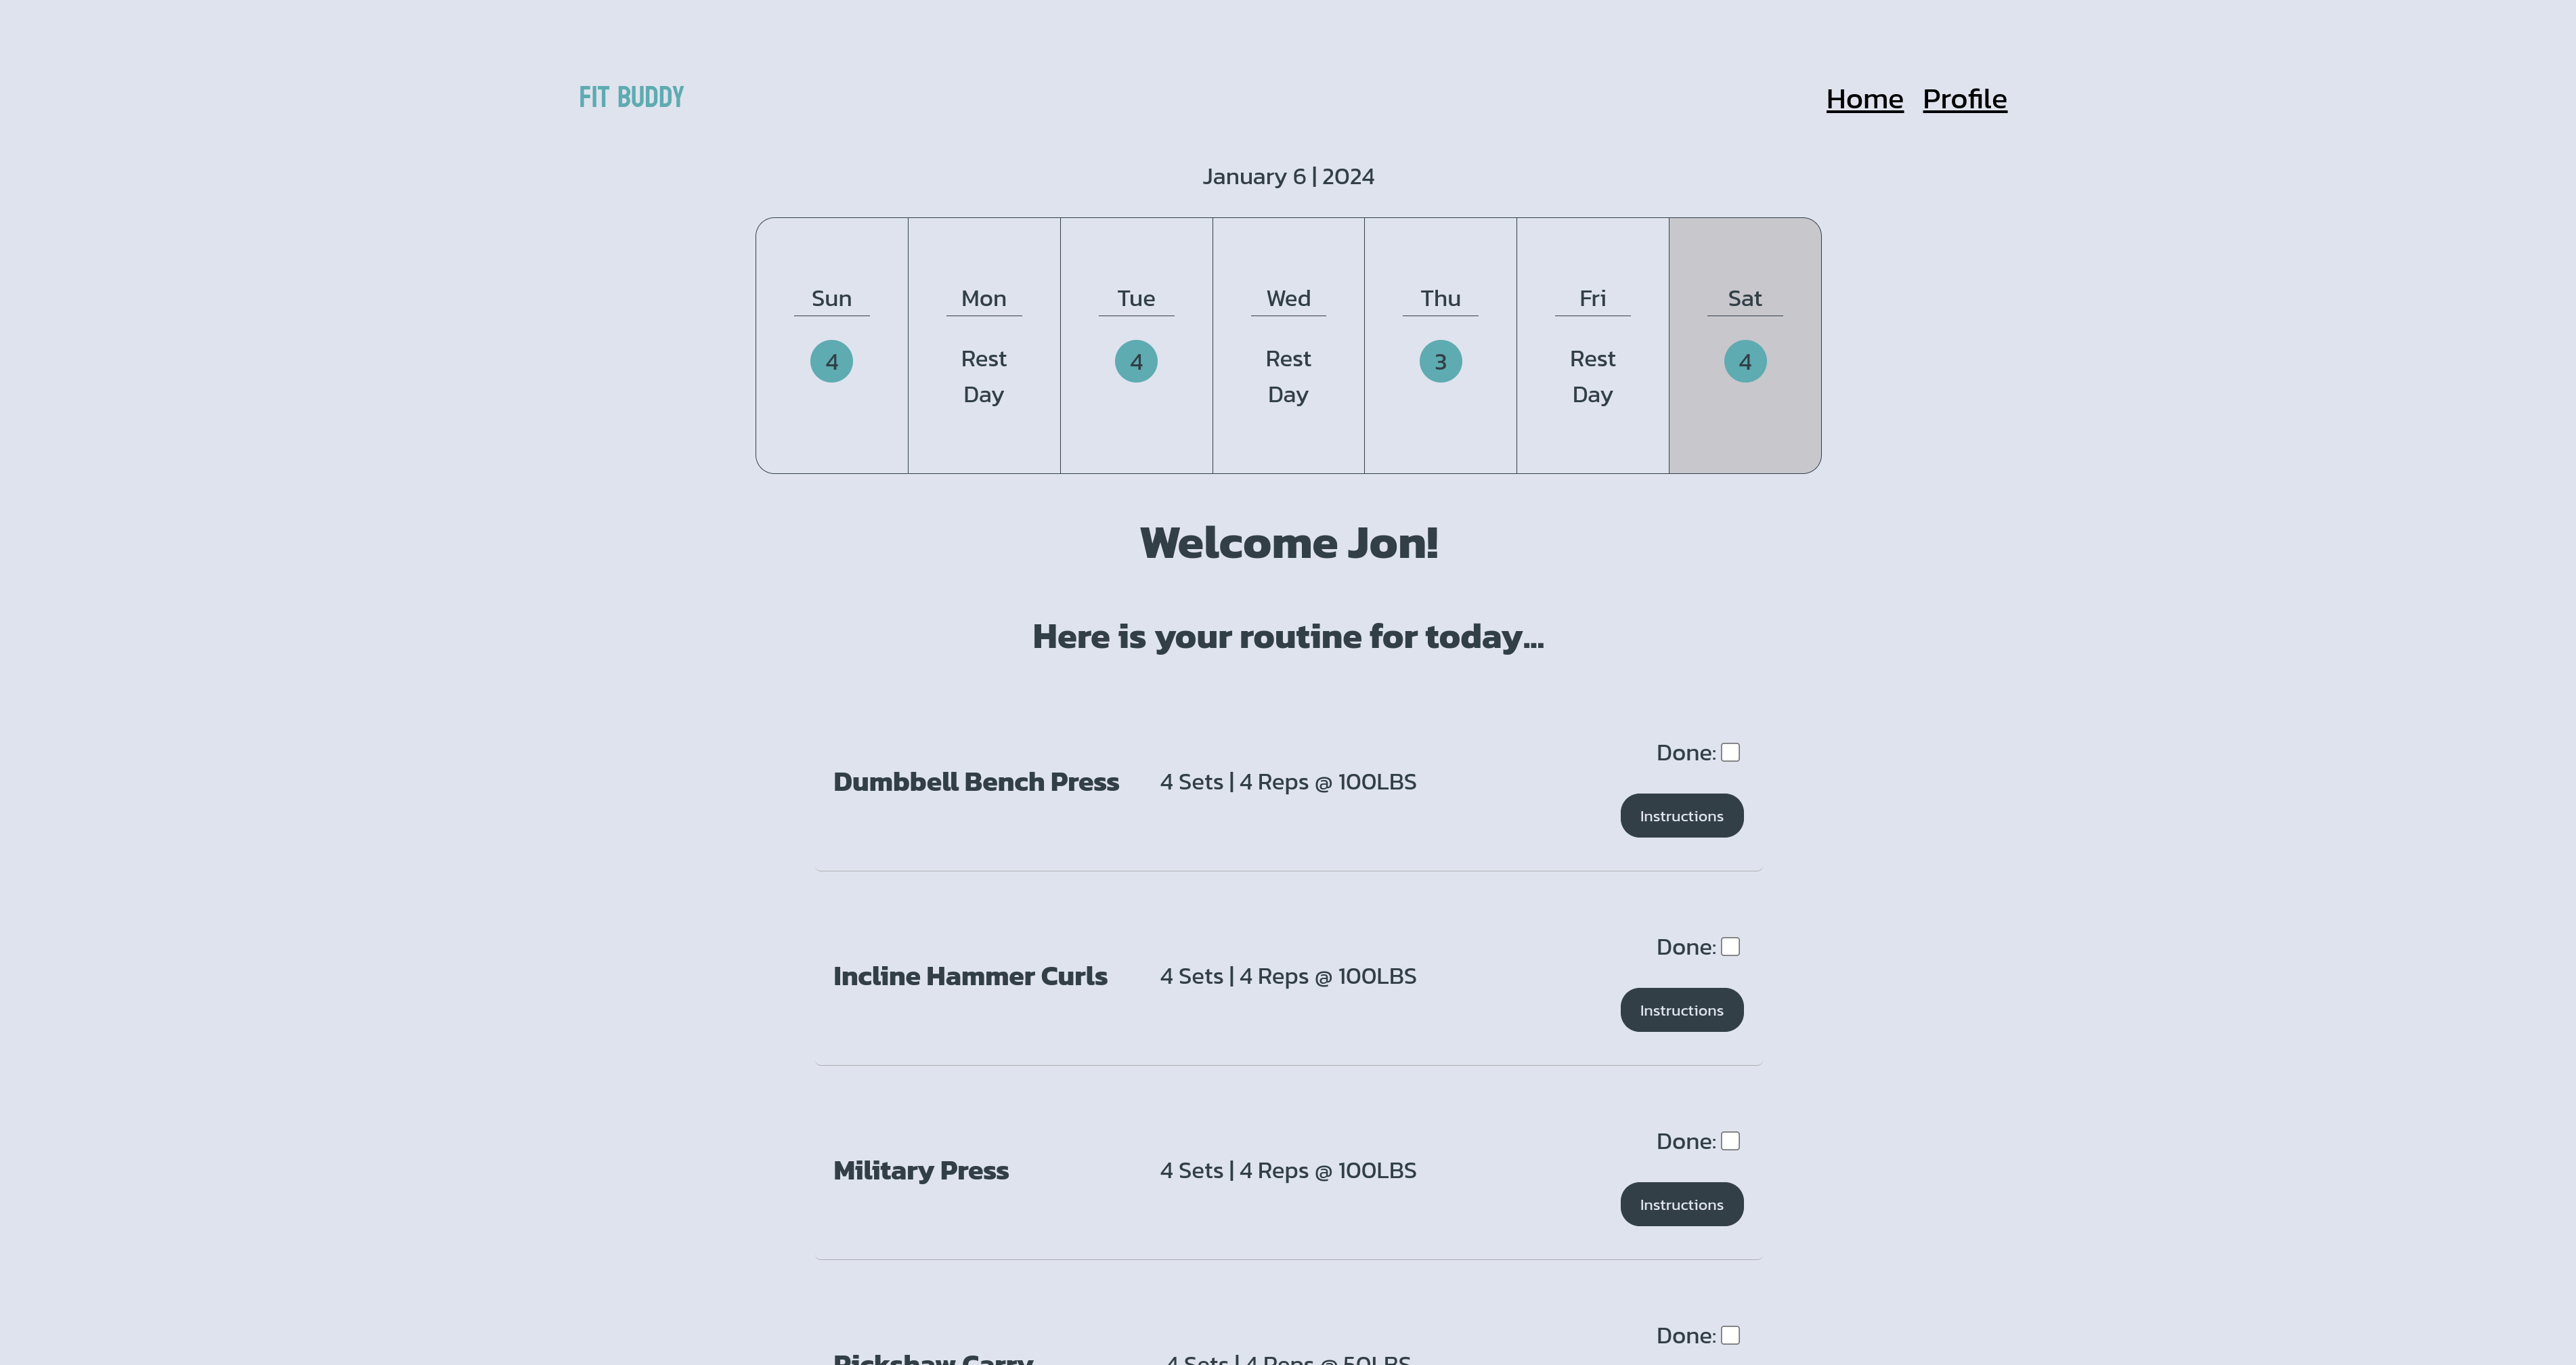 FIT BUDDY
Home Profile
January 6 | 2024
Sun Mon Tue Wed Thu Fri Sat
4 Rest Day 4 Rest Day 3 Rest Day 4
Welcome Jon!
Here is your routine for today...
Done:
Dumbbell Bench Press 4 Sets | 4 Reps @ 100LBS
Instructions
Done:
Incline Hammer Curls 4 Sets | 4 Reps @ 100LBS
Instructions
Done:
Military Press 4 Sets | 4 Reps @ 100LBS
Instructions
Done:
Rickshaw Carry 4 Sets | 4 Reps @ 50LBS